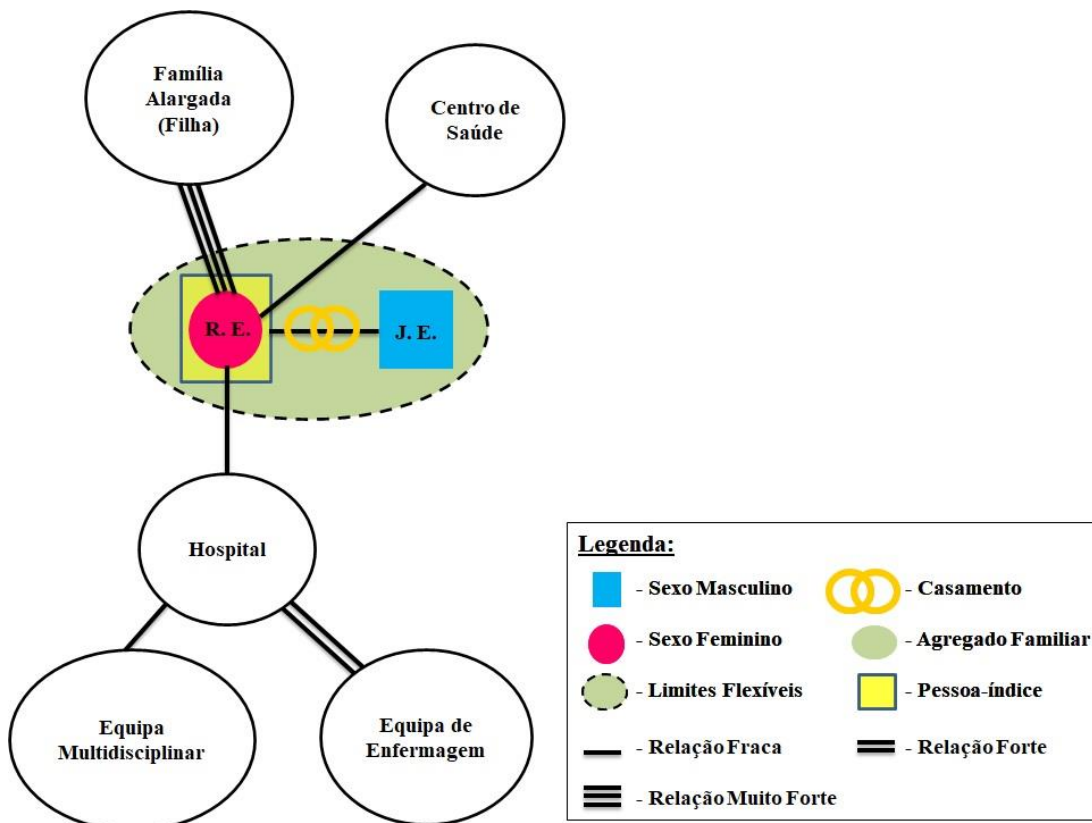 Família
Alargada
(Filha)
Centro de
Saúde
R. E.
J. E.
Hospital
Equipa
Multidisciplinar
Equipa de
Enfermagem
Legenda:
- Sexo Masculino
- Casamento
- Sexo Feminino
- Agregado Familiar
- Limites Flexíveis
- Pessoa-índice
- Relação Fraca
- Relação Forte
- Relação Muito Forte